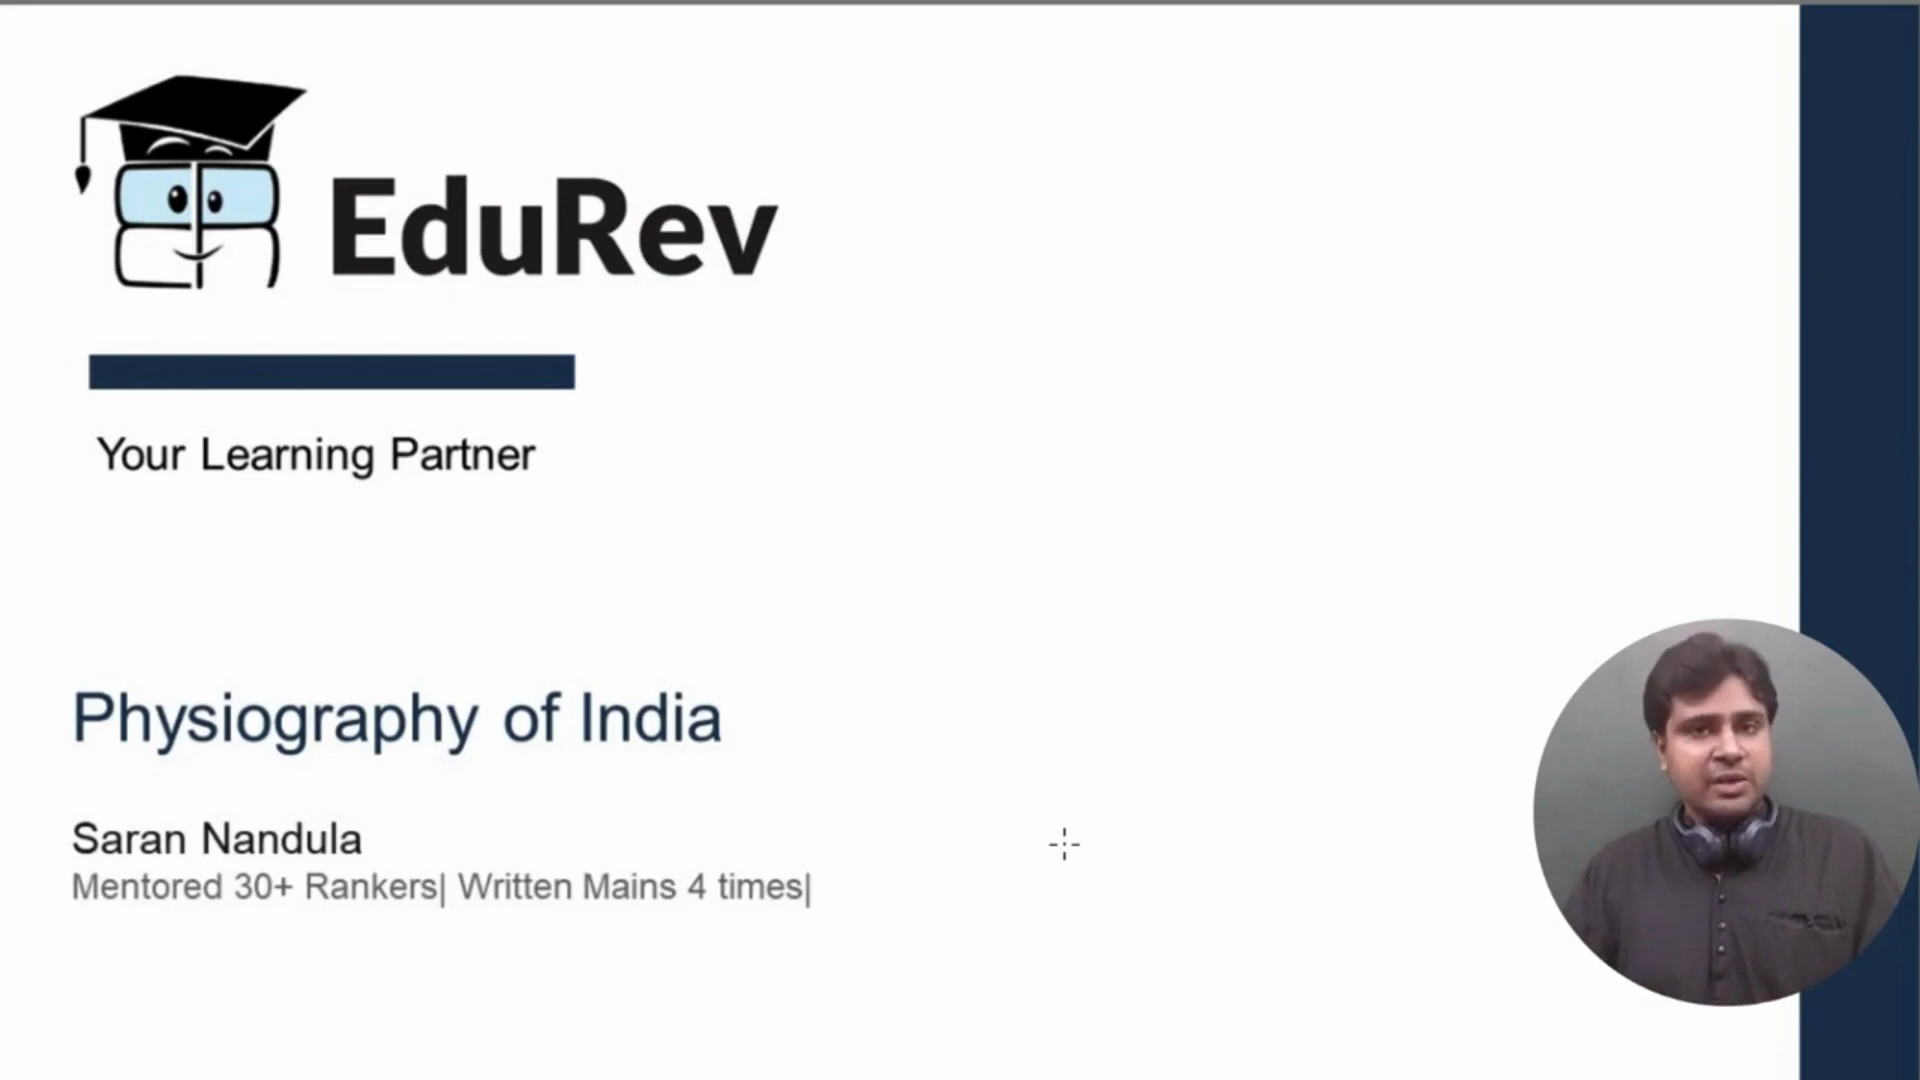 EduRev
Your Learning Partner
Physiography of India
Saran Nandula
Mentored 30+ Rankers| Written Mains 4 times|